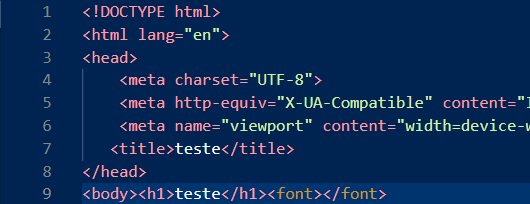 1 <!DOCTYPE html>
2 <html lang="en">
3 <head>
4 <meta charset="UTF-8">
5 <meta http-equiv="X-UA-Compatible" content="
6 <meta name="viewport" content="width=device-
7 <title>teste</title>
8 </head>
9 <body><h1>teste</h1><font></font>